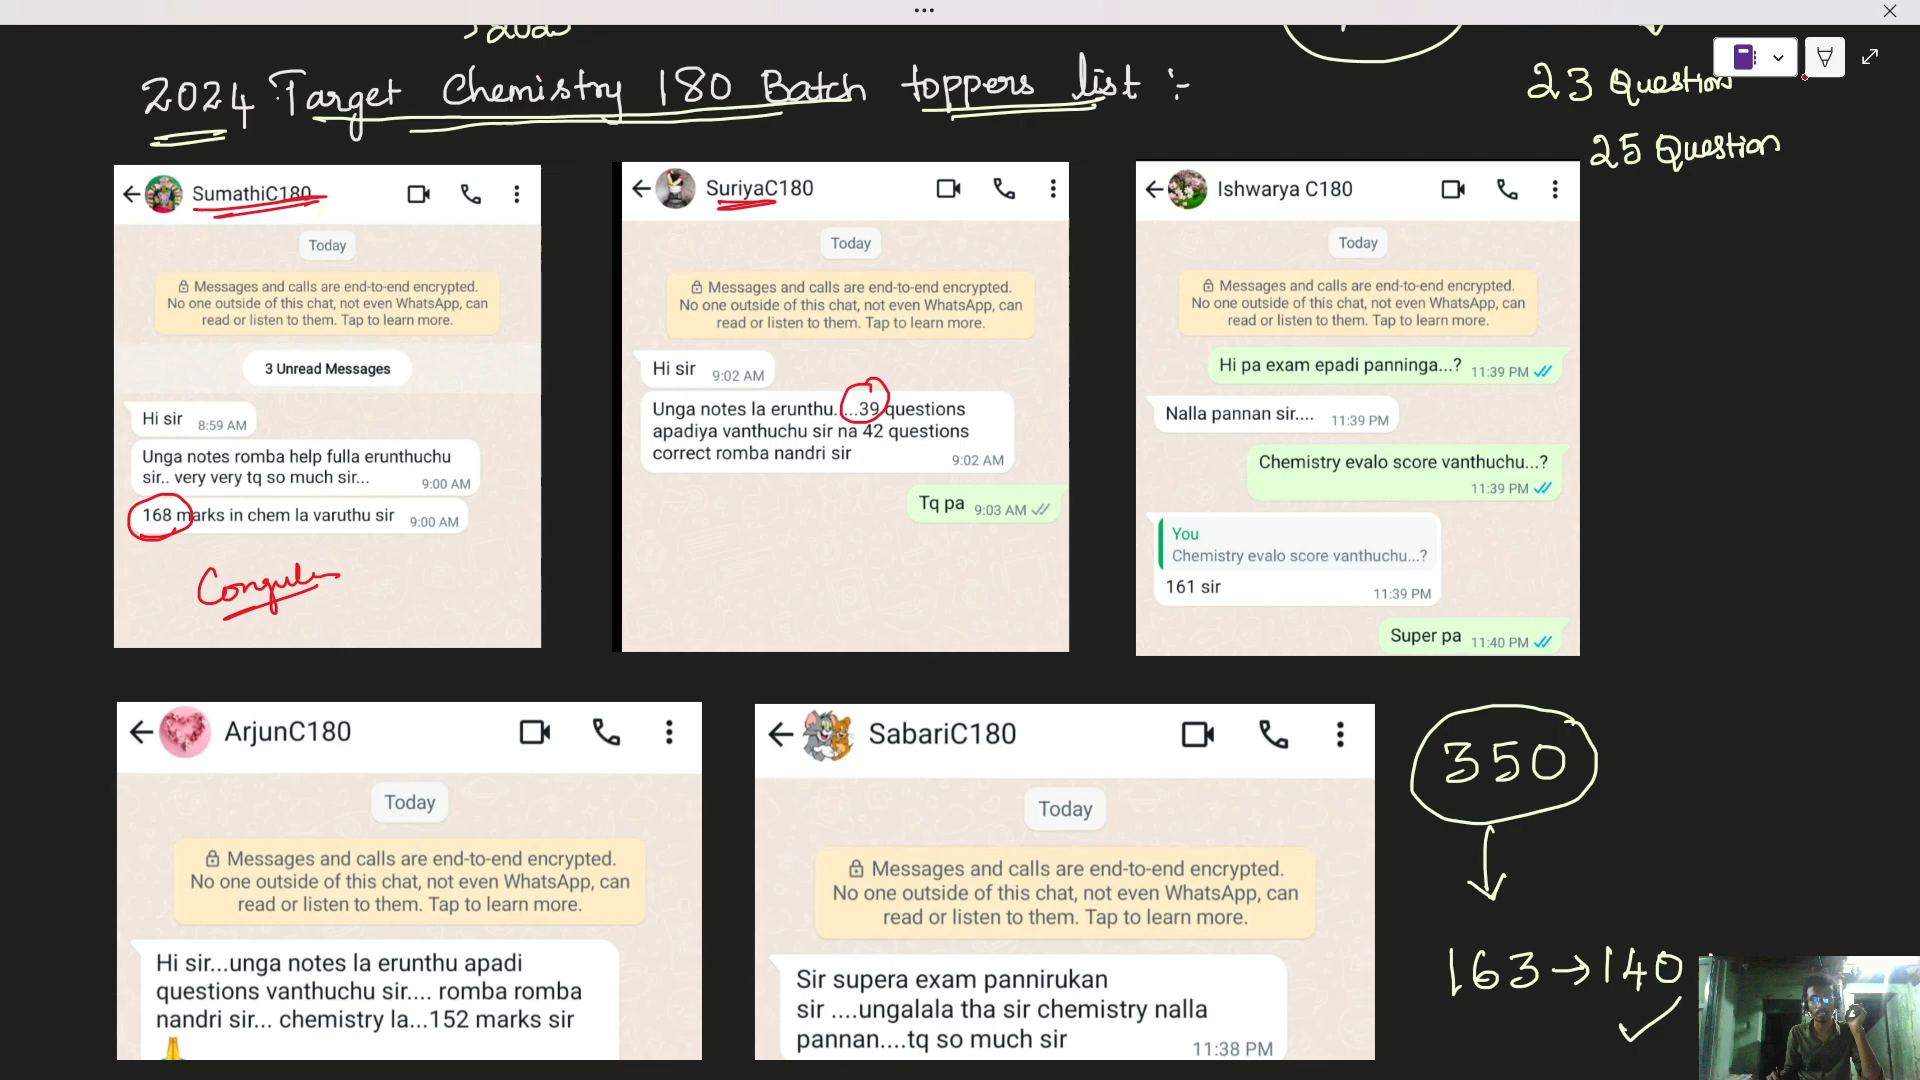 2024 Target Chemistry 180 Batch toppers list :-
23 Question
25 Question
SumathiC180
Today
Messages and calls are end-to-end encrypted.
No one outside of this chat, not even WhatsApp, can
read or listen to them. Tap to learn more.
3 Unread Messages
Hi sir 8:59 AM
Unga notes romba help fulla erunthuchu
sir.. very very tq so much sir... 9:00 AM
168 marks in chem la varuthu sir 9:00 AM
SuriyaC180
Today
Messages and calls are end-to-end encrypted.
No one outside of this chat, not even WhatsApp, can
read or listen to them. Tap to learn more.
Hi sir 9:02 AM
Unga notes la erunthu.....39 questions
apadiya vanthuchu sir na 42 questions
correct romba nandri sir 9:02 AM
Tq pa 9:03 AM
Ishwarya C180
Today
Messages and calls are end-to-end encrypted.
No one outside of this chat, not even WhatsApp, can
read or listen to them. Tap to learn more.
Hi pa exam epadi panninga...? 11:39 PM
Nalla pannan sir.... 11:39 PM
Chemistry evalo score vanthuchu...?
11:39 PM
You
Chemistry evalo score vanthuchu...?
161 sir 11:39 PM
Super pa 11:40 PM
ArjunC180
Today
Messages and calls are end-to-end encrypted.
No one outside of this chat, not even WhatsApp, can
read or listen to them. Tap to learn more.
Hi sir...unga notes la erunthu apadi
questions vanthuchu sir.... romba romba
nandri sir... chemistry la...152 marks sir
SabariC180
Today
Messages and calls are end-to-end encrypted.
No one outside of this chat, not even WhatsApp, can
read or listen to them. Tap to learn more.
Sir supera exam pannirukan
sir ....ungalala tha sir chemistry nalla
pannan....tq so much sir 11:38 PM
350
163→140